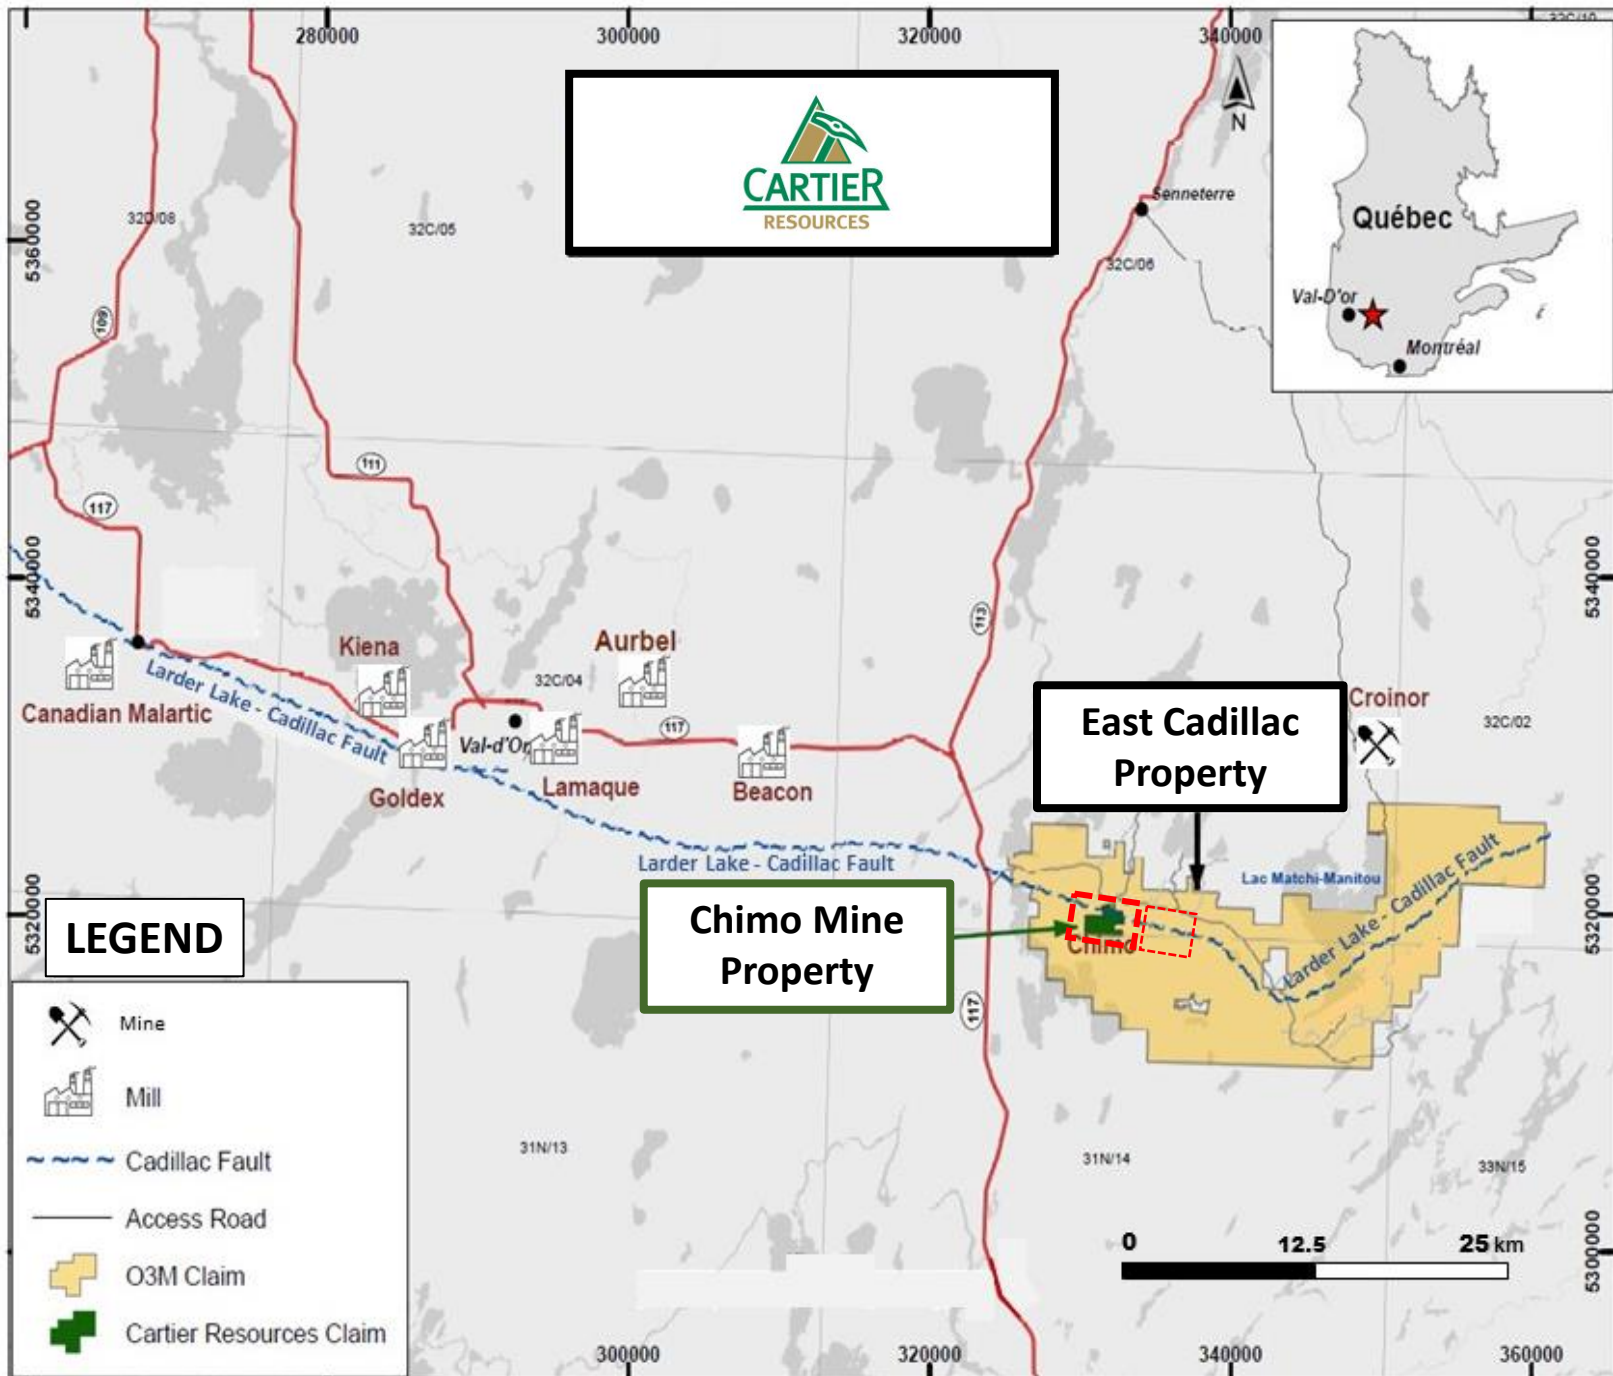 280000
300000
320000
340000
32C/10
N
CARTIER
RESOURCES
Québec
Val-D'or
Montréal
Senneterre
32D/08
32C/05
32C/06
5360000
109
111
117
113
5340000
5340000
Kiena
Aurbel
32C/04
Larder Lake - Cadillac Fault
Canadian Malartic
Val-d'Or
117
Goldex
Lamaque
Beacon
East Cadillac
Property
Croinor
32C/02
Larder Lake - Cadillac Fault
Lac Matchi-Manitou
Larder Lake - Cadillac Fault
Chimo Mine
Property
Chimo
5320000
5320000
117
LEGEND
Mine
Mill
Cadillac Fault
Access Road
O3M Claim
Cartier Resources Claim
31N/13
31N/14
33N/15
0
12.5
25 km
5300000
300000
320000
340000
360000